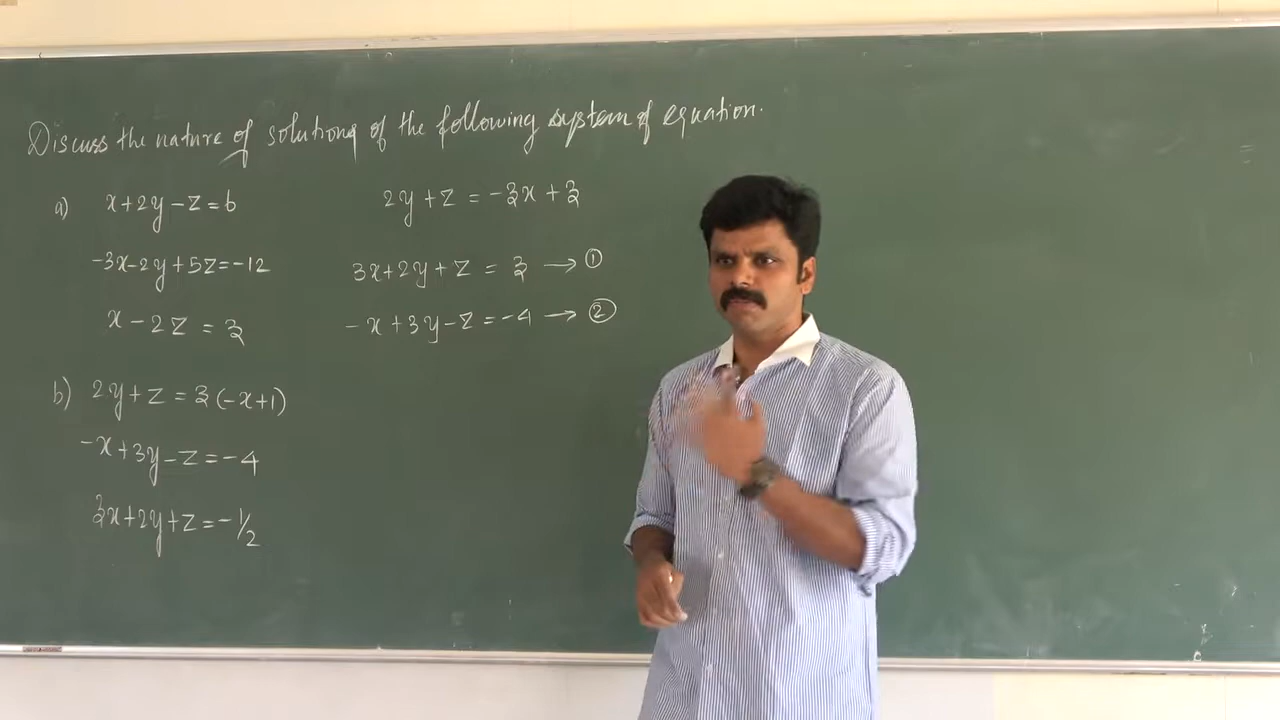 Discuss the nature of solutions of the following system of equation.
a) x+2y-z=6
-3x-2y+5z=-12
x-2z=3
b) 2y+z=3(-x+1)
-x+3y-z=-4
3x+2y+z=-1/2
2y+z=-3x+3
3x+2y+z=3 → ①
-x+3y-z=-4 → ②